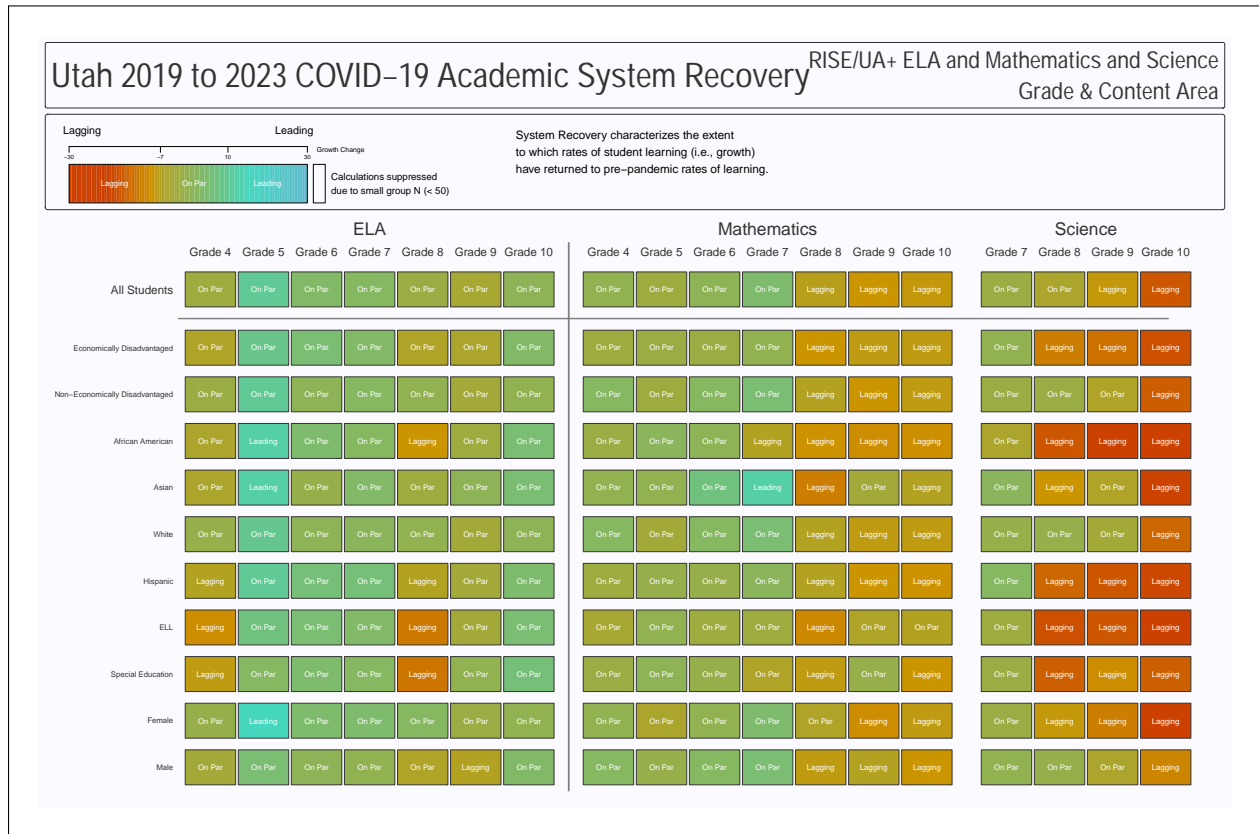 Utah 2019 to 2023 COVID−19 Academic System Recovery
RISE/UA+ ELA and Mathematics and Science
Grade & Content Area
Lagging Leading
−30 −7 10 30 Growth Change
Lagging On Par Leading
Calculations suppressed
due to small group N (< 50)
System Recovery characterizes the extent
to which rates of student learning (i.e., growth)
have returned to pre−pandemic rates of learning.
ELA Mathematics Science
Grade 4 Grade 5 Grade 6 Grade 7 Grade 8 Grade 9 Grade 10 Grade 4 Grade 5 Grade 6 Grade 7 Grade 8 Grade 9 Grade 10 Grade 7 Grade 8 Grade 9 Grade 10
All Students On Par On Par On Par On Par On Par On Par On Par On Par On Par On Par On Par Lagging Lagging Lagging On Par On Par Lagging Lagging
Economically Disadvantaged On Par On Par On Par On Par On Par On Par On Par On Par On Par On Par On Par Lagging Lagging Lagging On Par Lagging Lagging Lagging
Non−Economically Disadvantaged On Par On Par On Par On Par On Par On Par On Par On Par On Par On Par On Par Lagging Lagging Lagging On Par On Par On Par Lagging
African American On Par Leading On Par On Par Lagging On Par On Par On Par On Par On Par Lagging Lagging Lagging Lagging On Par Lagging Lagging Lagging
Asian On Par Leading On Par On Par On Par On Par On Par On Par On Par On Par Leading Lagging On Par Lagging On Par Lagging On Par Lagging
White On Par On Par On Par On Par On Par On Par On Par On Par On Par On Par On Par Lagging Lagging Lagging On Par On Par On Par Lagging
Hispanic Lagging On Par On Par On Par Lagging On Par On Par On Par On Par On Par On Par Lagging Lagging Lagging On Par Lagging Lagging Lagging
ELL Lagging On Par On Par On Par Lagging On Par On Par On Par On Par On Par On Par Lagging On Par On Par On Par Lagging Lagging Lagging
Special Education Lagging On Par On Par On Par Lagging On Par On Par On Par On Par On Par On Par Lagging On Par Lagging On Par Lagging Lagging Lagging
Female On Par Leading On Par On Par On Par On Par On Par On Par On Par On Par On Par On Par Lagging Lagging On Par Lagging Lagging Lagging
Male On Par On Par On Par On Par On Par Lagging On Par On Par On Par On Par On Par Lagging Lagging Lagging On Par On Par On Par Lagging